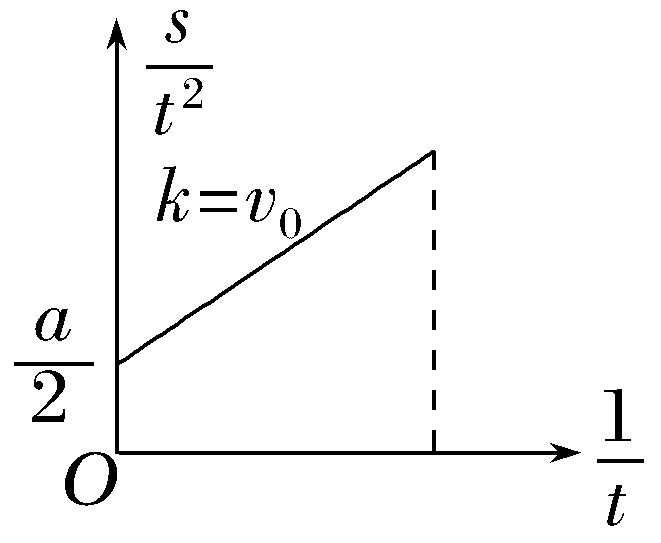 s/t²
k=v₀
a/2
O
1/t